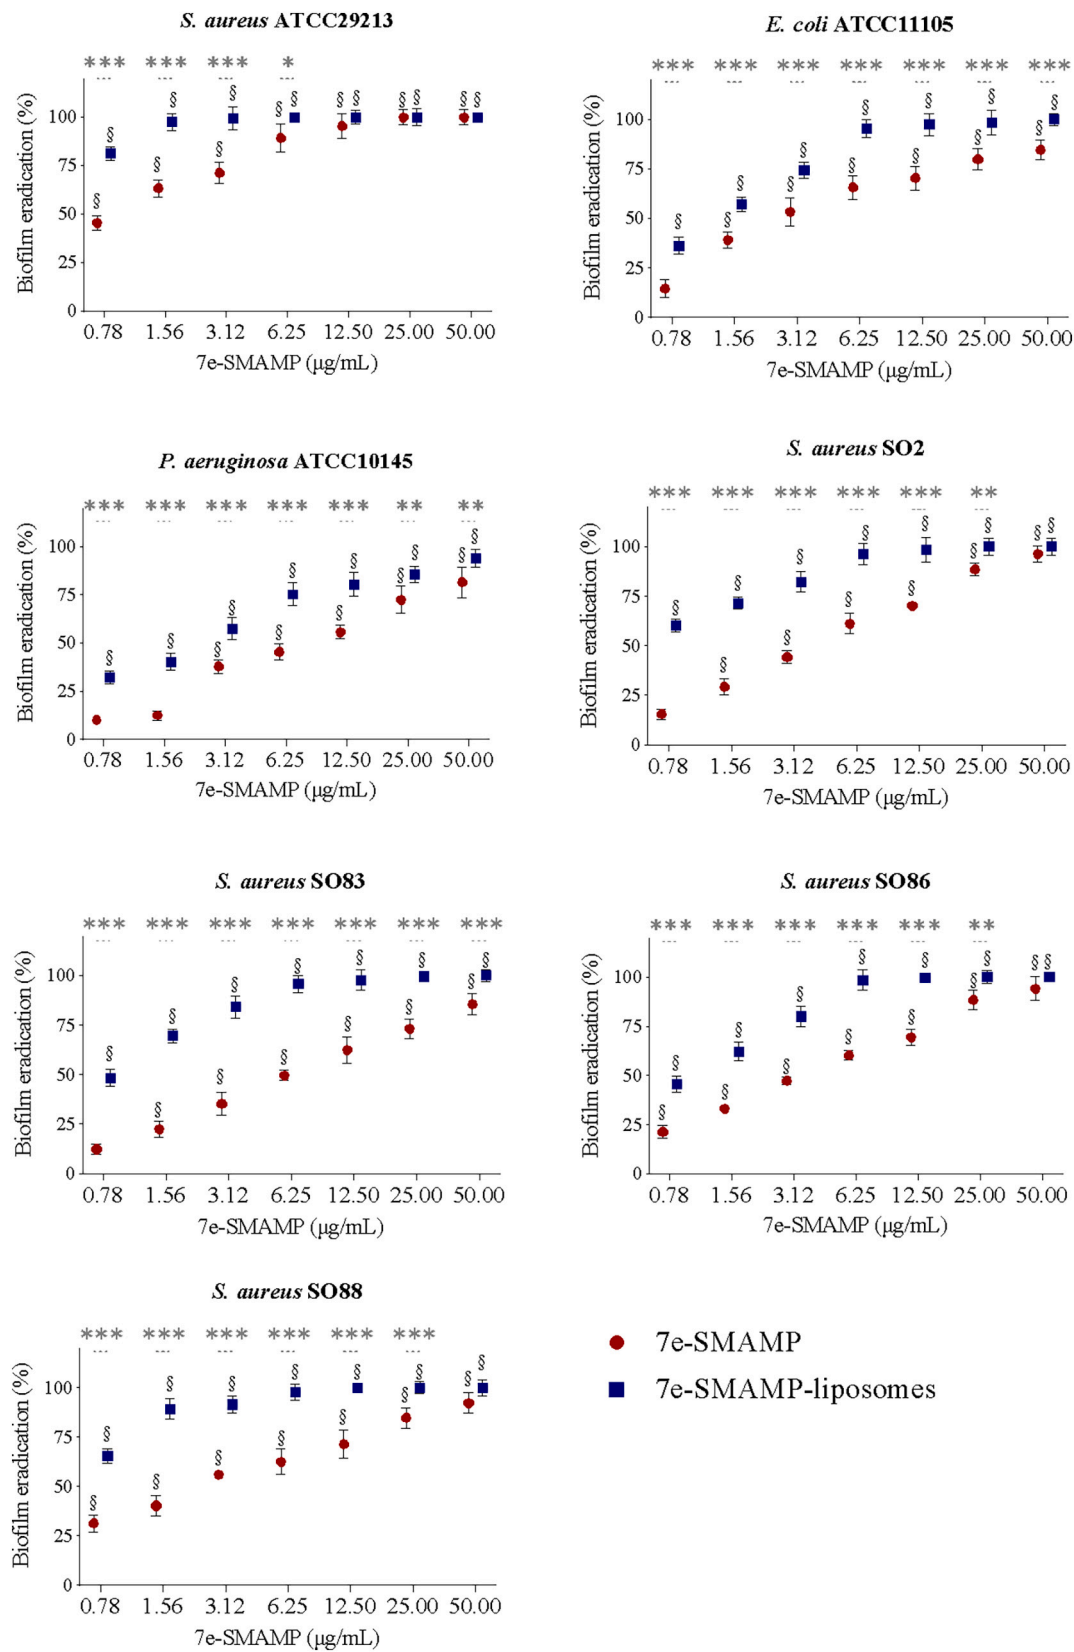 S. aureus ATCC29213
*** *** *** *
§ § § § § § §
§ § § § § § §
Biofilm eradication (%)
100
75
50
25
0
0.78 1.56 3.12 6.25 12.50 25.00 50.00
7e-SMAMP (μg/mL)
E. coli ATCC11105
*** *** *** *** *** *** ***
§ § § § § § §
§ § § § § §
Biofilm eradication (%)
100
75
50
25
0
0.78 1.56 3.12 6.25 12.50 25.00 50.00
7e-SMAMP (μg/mL)
P. aeruginosa ATCC10145
*** *** *** *** *** ** **
§ § § § § § §
§ § § § §
Biofilm eradication (%)
100
75
50
25
0
0.78 1.56 3.12 6.25 12.50 25.00 50.00
7e-SMAMP (μg/mL)
S. aureus SO2
*** *** *** *** *** **
§ § § § § § §
§ § § § § § §
Biofilm eradication (%)
100
75
50
25
0
0.78 1.56 3.12 6.25 12.50 25.00 50.00
7e-SMAMP (μg/mL)
S. aureus SO83
*** *** *** *** *** *** ***
§ § § § § § §
§ § § § § §
Biofilm eradication (%)
100
75
50
25
0
0.78 1.56 3.12 6.25 12.50 25.00 50.00
7e-SMAMP (μg/mL)
S. aureus SO86
*** *** *** *** *** **
§ § § § § § §
§ § § § § § §
Biofilm eradication (%)
100
75
50
25
0
0.78 1.56 3.12 6.25 12.50 25.00 50.00
7e-SMAMP (μg/mL)
S. aureus SO88
*** *** *** *** *** ***
§ § § § § § §
§ § § § § § §
Biofilm eradication (%)
100
75
50
25
0
0.78 1.56 3.12 6.25 12.50 25.00 50.00
7e-SMAMP (μg/mL)
7e-SMAMP
7e-SMAMP-liposomes